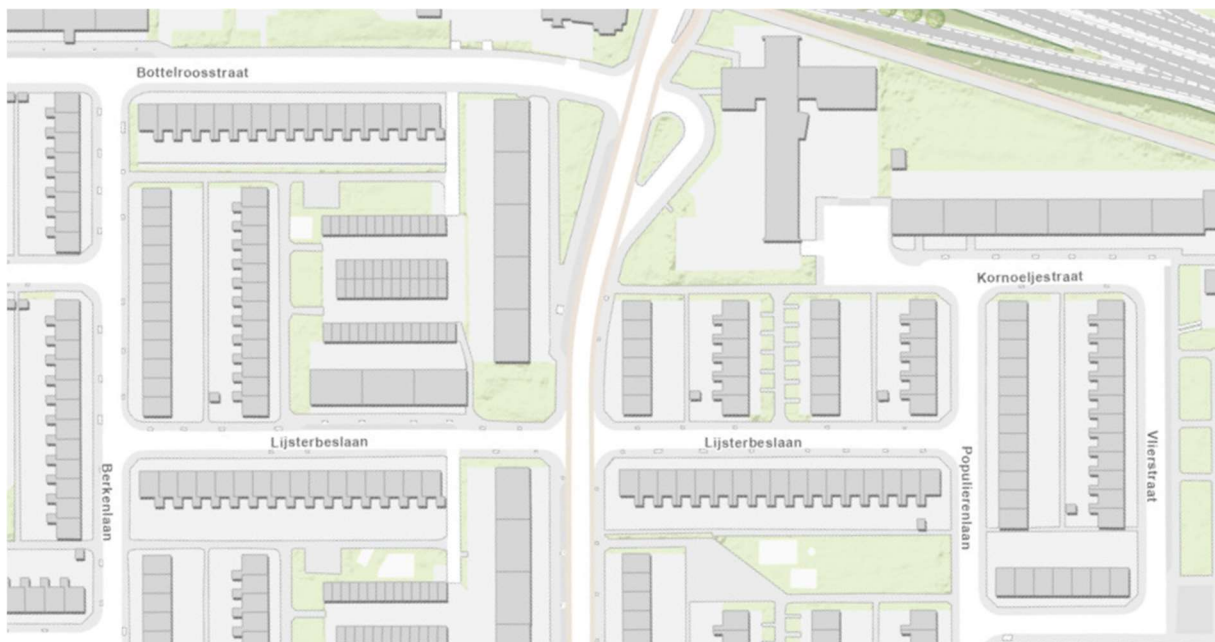 Bottelroosstraat
Kornoeljestraat
Lijsterbeslaan
Lijsterbeslaan
Berkenlaan
Populierenlaan
Vlierstraat